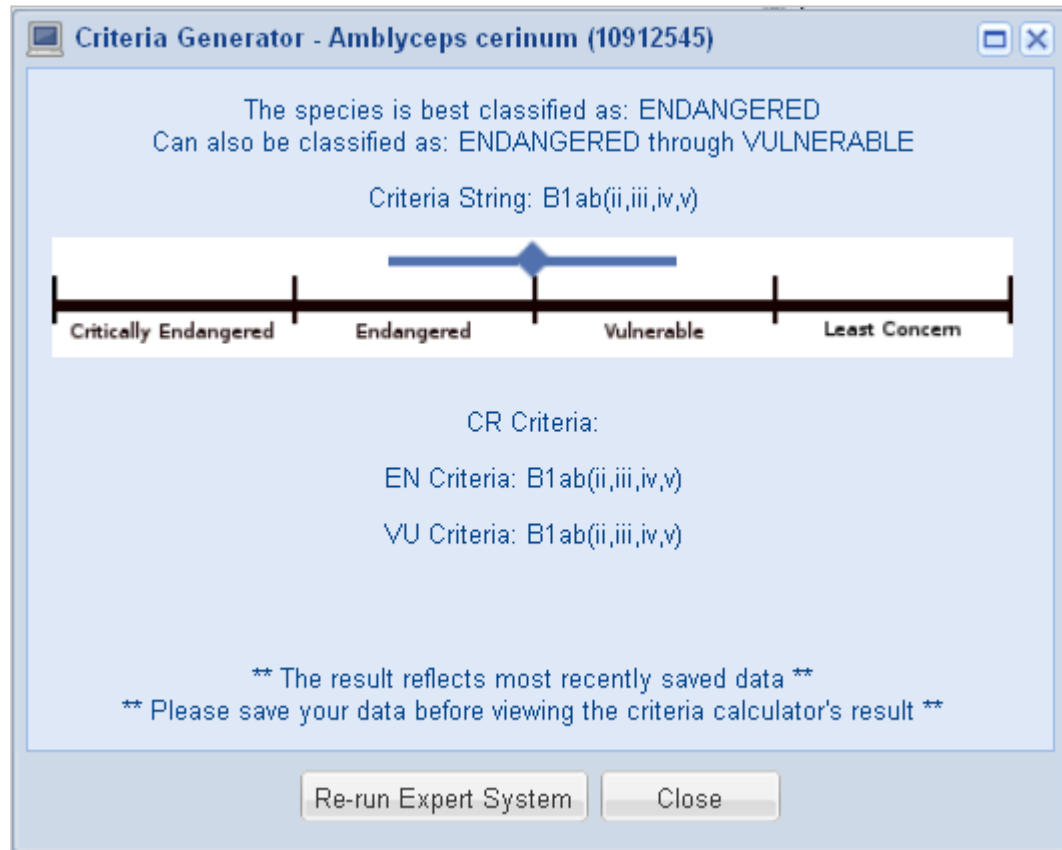 Criteria Generator - Amblyceps cerinum (10912545)
The species is best classified as: ENDANGERED
Can also be classified as: ENDANGERED through VULNERABLE
Criteria String: B1ab(ii,iii,iv,v)
Critically Endangered Endangered Vulnerable Least Concern
CR Criteria:
EN Criteria: B1ab(ii,iii,iv,v)
VU Criteria: B1ab(ii,iii,iv,v)
** The result reflects most recently saved data **
** Please save your data before viewing the criteria calculator's result **
Re-run Expert System Close